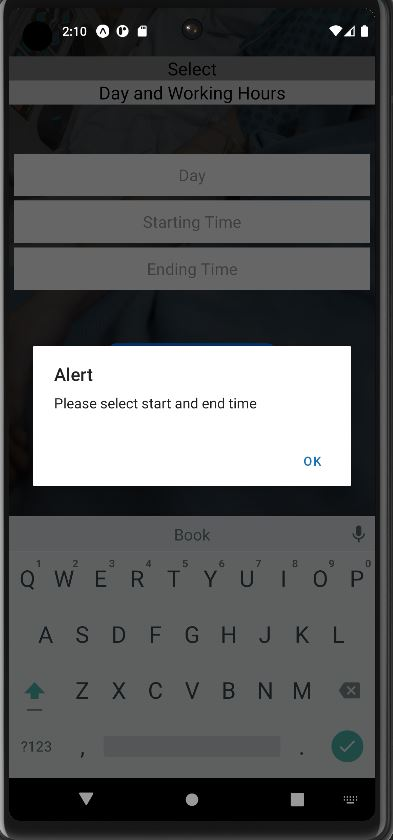 2:10
Select
Day and Working Hours
Day
Starting Time
Ending Time
Alert
Please select start and end time
OK
Book
1 2 3 4 5 6 7 8 9 0
Q W E R T Y U I O P
A S D F G H J K L
Z X C V B N M
?123 , .